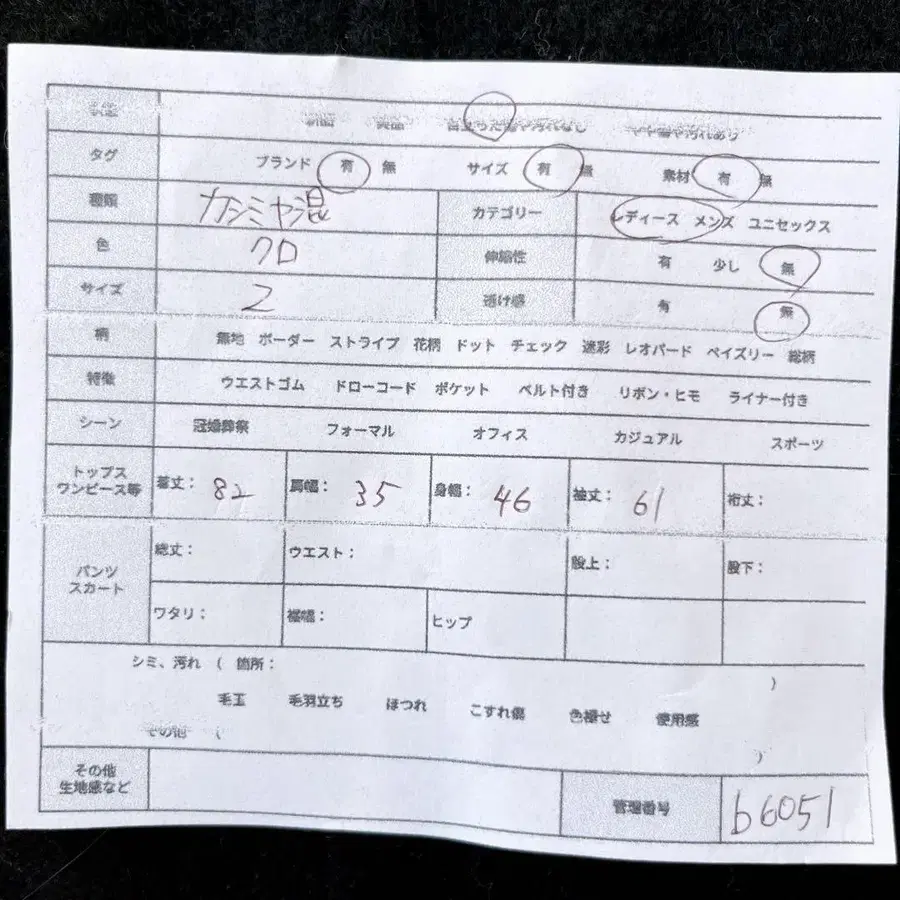 状態 新品 美品 目立った傷や汚れなし やや傷や汚れあり
タグ ブランド 有 無 サイズ 有 無 素材 有 無
種類 カシミヤ混 カテゴリー レディース メンズ ユニセックス
色 クロ 伸縮性 有 少し 無
サイズ 2 透け感 有 無
柄 無地 ボーダー ストライプ 花柄 ドット チェック 迷彩 レオパード ペイズリー 総柄
特徴 ウエストゴム ドローコード ポケット ベルト付き リボン・ヒモ ライナー付き
シーン 冠婚葬祭 フォーマル オフィス カジュアル スポーツ
トップス
ワンピース等 着丈: 82 肩幅: 35 身幅: 46 袖丈: 61 裄丈:
パンツ
スカート 総丈: ウエスト: 股上: 股下:
ワタリ: 裾幅: ヒップ
シミ、汚れ ( 箇所: )
毛玉 毛羽立ち ほつれ こすれ傷 色褪せ 使用感
その他 ( )
その他
生地感など 管理番号 b6051